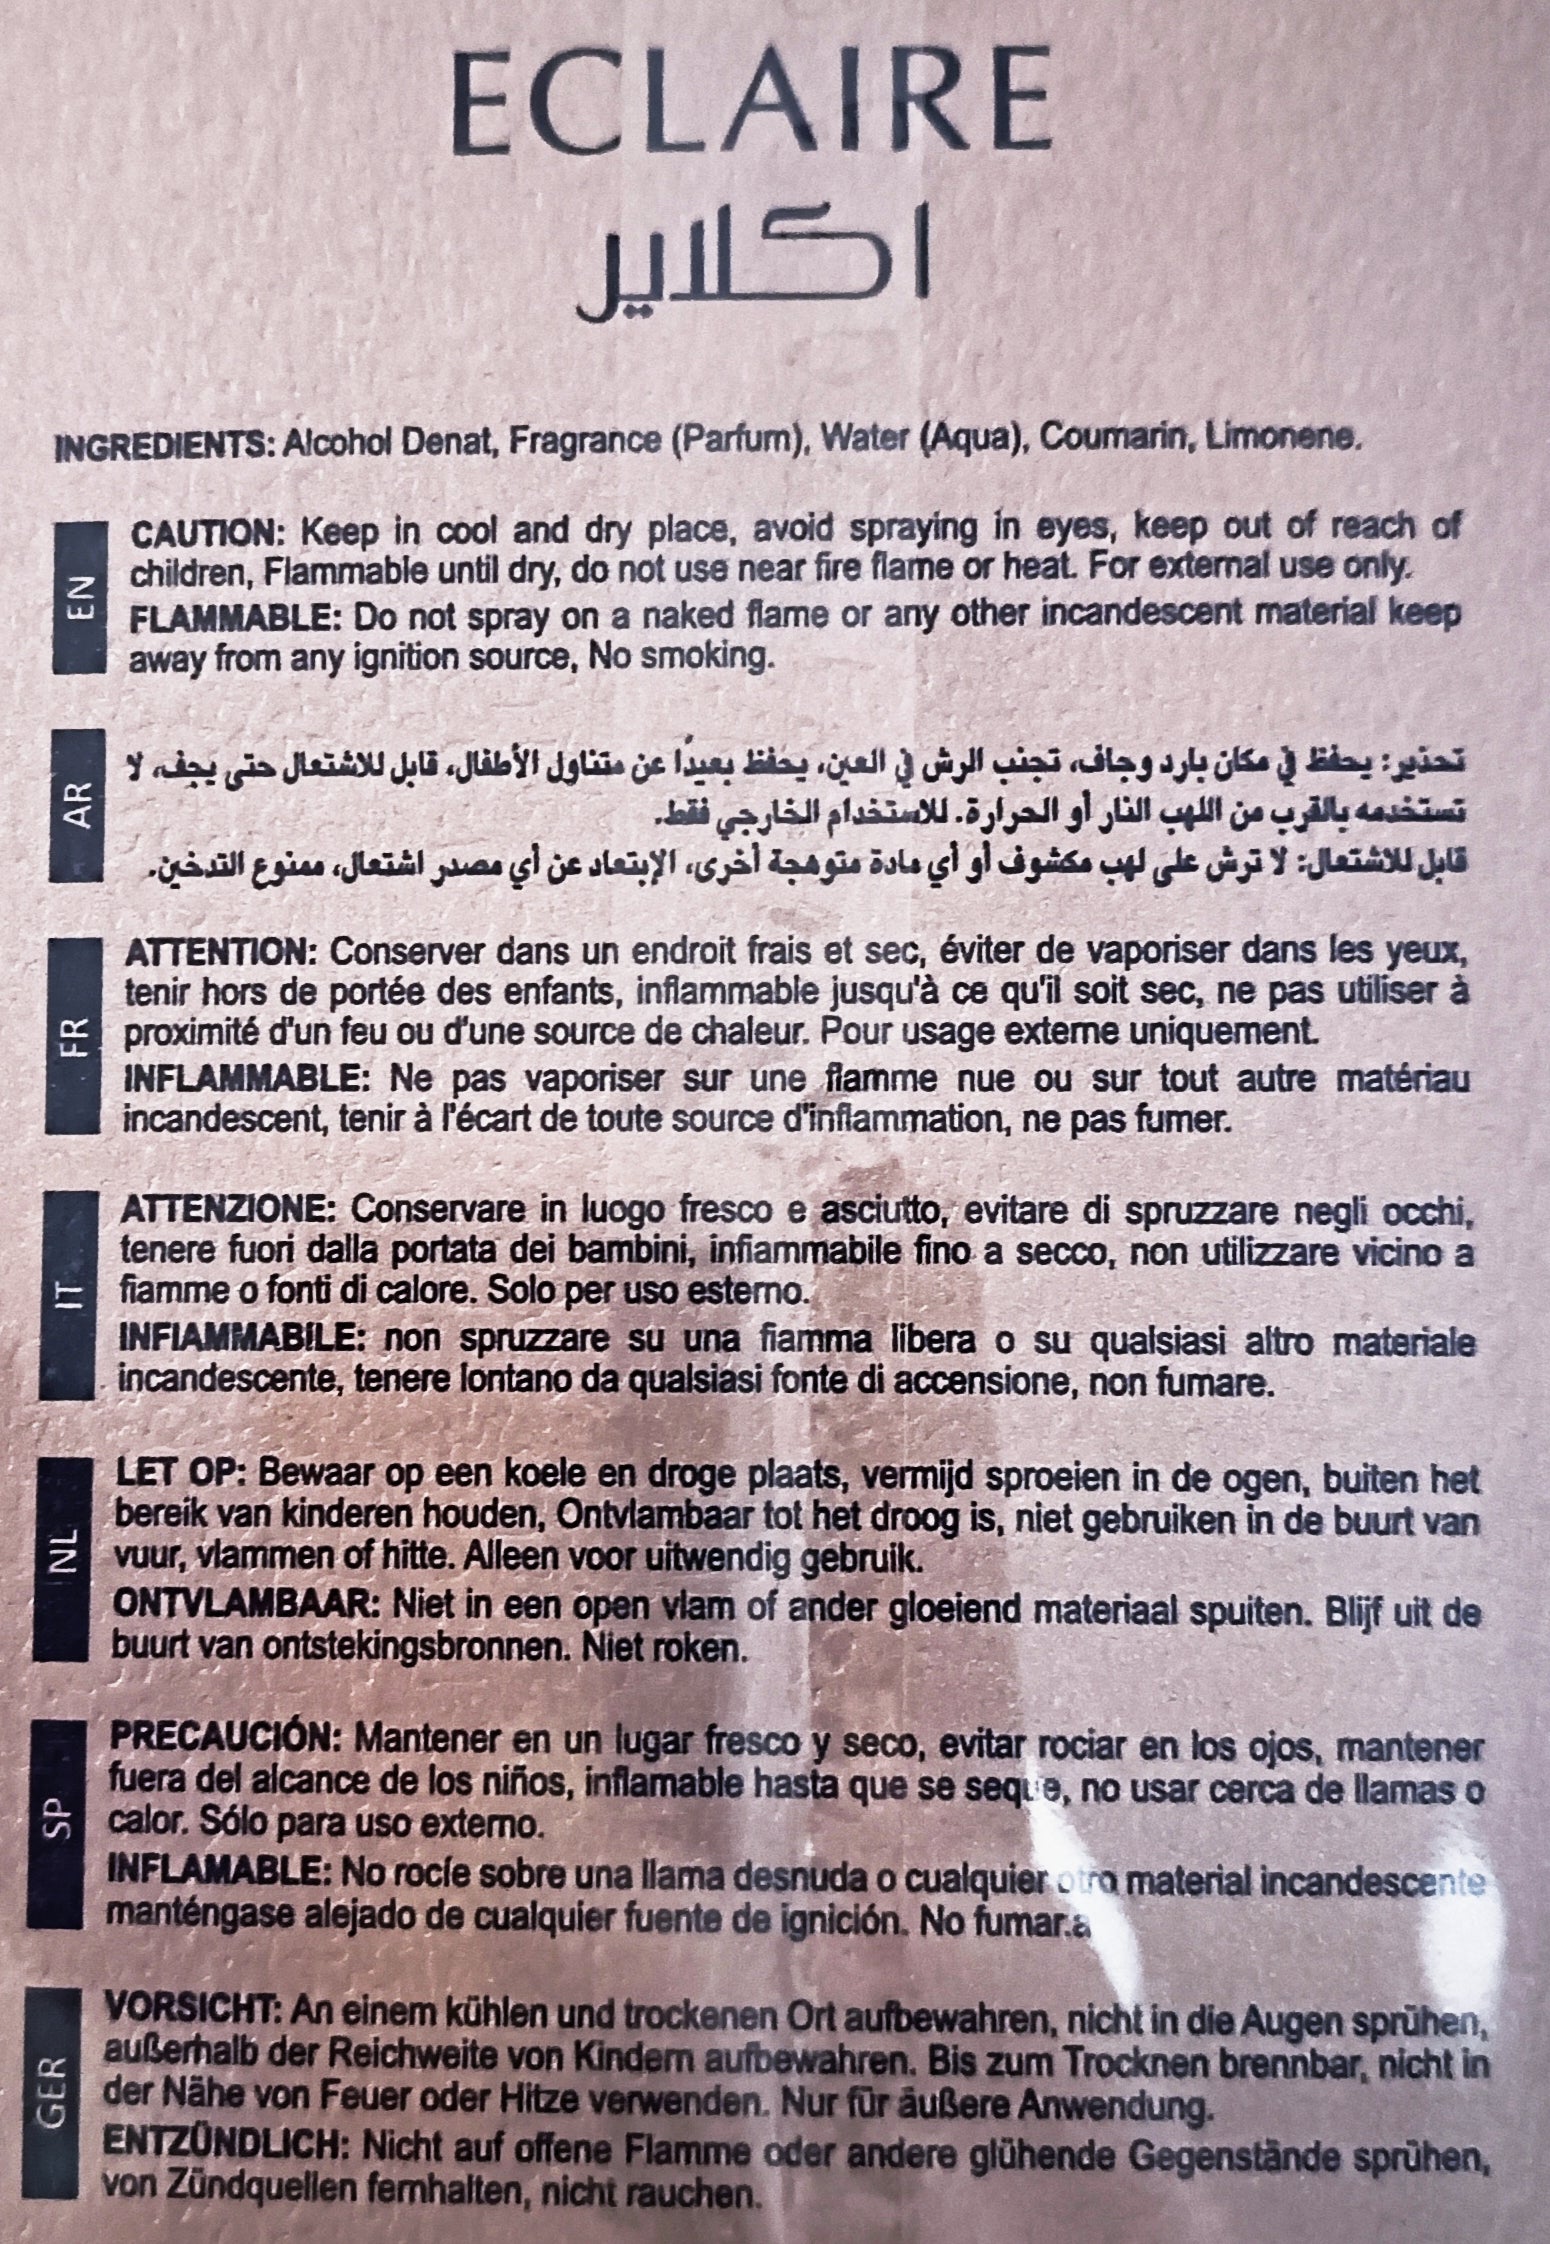 ECLAIRE
اكلاير
INGREDIENTS: Alcohol Denat, Fragrance (Parfum), Water (Aqua), Coumarin, Limonene.
EN
CAUTION: Keep in cool and dry place, avoid spraying in eyes, keep out of reach of
children, Flammable until dry, do not use near fire flame or heat. For external use only.
FLAMMABLE: Do not spray on a naked flame or any other incandescent material keep
away from any ignition source, No smoking.
AR
تحذير: يحفظ في مكان بارد وجاف، تجنب الرش في العين، يحفظ بعيدًا عن متناول الأطفال، قابل للاشتعال حتى يجف، لا
تستخدمه بالقرب من اللهب النار أو الحرارة. للاستخدام الخارجي فقط.
قابل للاشتعال: لا ترش على لهب مكشوف أو أي مادة متوهجة أخرى، الإبتعاد عن أي مصدر اشتعال، ممنوع التدخين.
FR
ATTENTION: Conserver dans un endroit frais et sec, éviter de vaporiser dans les yeux,
tenir hors de portée des enfants, inflammable jusqu'à ce qu'il soit sec, ne pas utiliser à
proximité d'un feu ou d'une source de chaleur. Pour usage externe uniquement.
INFLAMMABLE: Ne pas vaporiser sur une flamme nue ou sur tout autre matériau
incandescent, tenir à l'écart de toute source d'inflammation, ne pas fumer.
IT
ATTENZIONE: Conservare in luogo fresco e asciutto, evitare di spruzzare negli occhi,
tenere fuori dalla portata dei bambini, infiammabile fino a secco, non utilizzare vicino a
fiamme o fonti di calore. Solo per uso esterno.
INFIAMMABILE: non spruzzare su una fiamma libera o su qualsiasi altro materiale
incandescente, tenere lontano da qualsiasi fonte di accensione, non fumare.
NL
LET OP: Bewaar op een koele en droge plaats, vermijd sproeien in de ogen, buiten het
bereik van kinderen houden, Ontvlambaar tot het droog is, niet gebruiken in de buurt van
vuur, vlammen of hitte. Alleen voor uitwendig gebruik.
ONTVLAMBAAR: Niet in een open vlam of ander gloeiend materiaal spuiten. Blijf uit de
buurt van ontstekingsbronnen. Niet roken.
SP
PRECAUCIÓN: Mantener en un lugar fresco y seco, evitar rociar en los ojos, mantener
fuera del alcance de los niños, inflamable hasta que se seque, no usar cerca de llamas o
calor. Sólo para uso externo.
INFLAMABLE: No rocíe sobre una llama desnuda o cualquier otro material incandescente
manténgase alejado de cualquier fuente de ignición. No fumar.a
GER
VORSICHT: An einem kühlen und trockenen Ort aufbewahren, nicht in die Augen sprühen,
außerhalb der Reichweite von Kindern aufbewahren. Bis zum Trocknen brennbar, nicht in
der Nähe von Feuer oder Hitze verwenden. Nur für äußere Anwendung.
ENTZÜNDLICH: Nicht auf offene Flamme oder andere glühende Gegenstände sprühen,
von Zündquellen fernhalten, nicht rauchen.